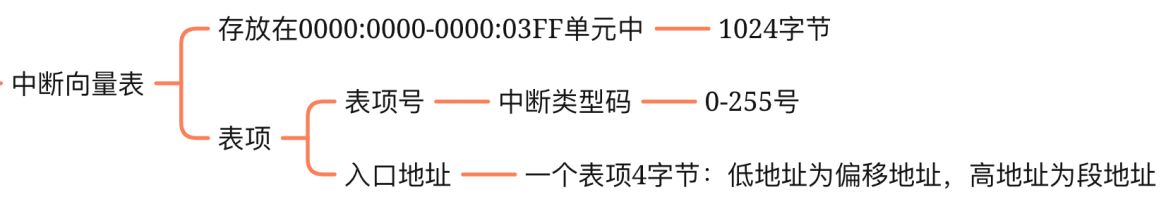 存放在0000:0000-0000:03FF单元中
1024字节
中断向量表
表项号
中断类型码
0-255号
表项
入口地址
一个表项4字节：低地址为偏移地址，高地址为段地址